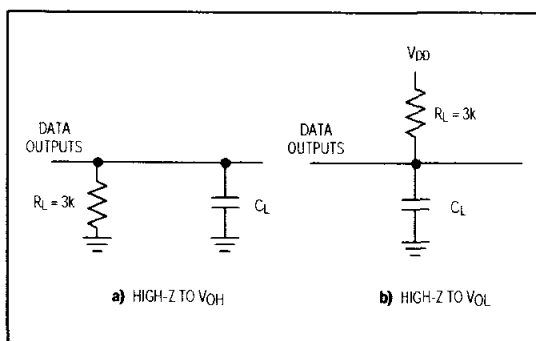 DATA
OUTPUTS
RL = 3k
CL
a) HIGH-Z TO VOH
VDD
RL = 3k
DATA
OUTPUTS
CL
b) HIGH-Z TO VOL